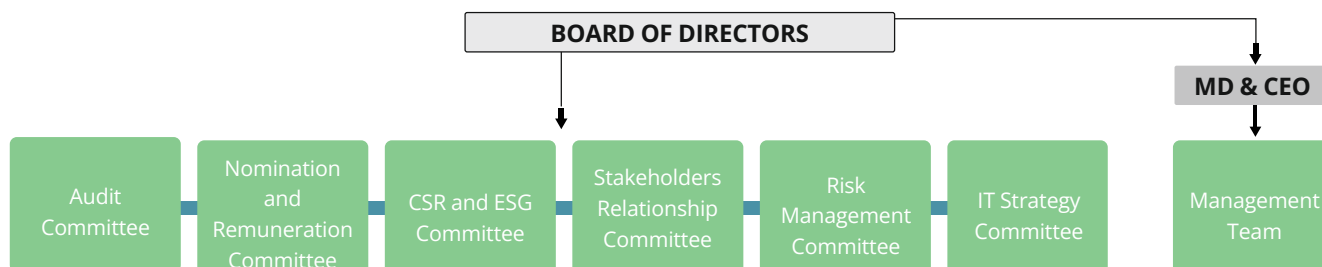 BOARD OF DIRECTORS
MD & CEO
Audit
Committee
Nomination
and
Remuneration
Committee
CSR and ESG
Committee
Stakeholders
Relationship
Committee
Risk
Management
Committee
IT Strategy
Committee
Management
Team